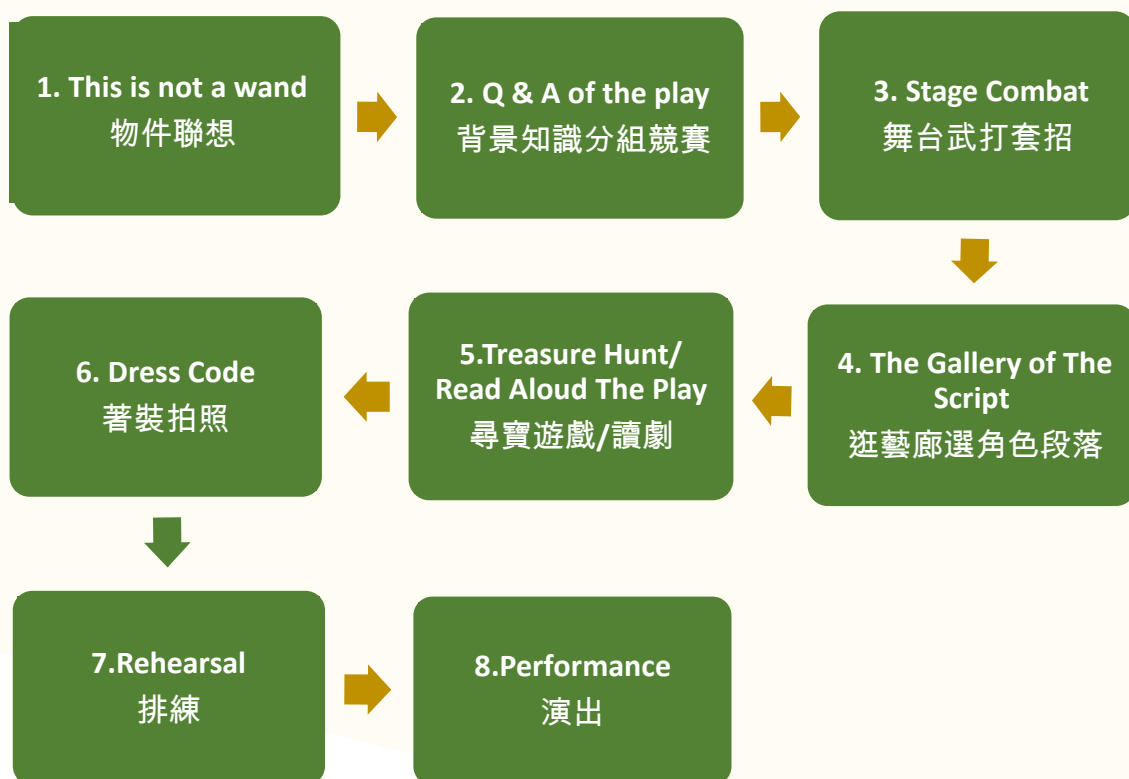 1. This is not a wand
物件聯想
2. Q & A of the play
背景知識分組競賽
3. Stage Combat
舞台武打套招
4. The Gallery of The
Script
逛藝廊選角色段落
5.Treasure Hunt/
Read Aloud The Play
尋寶遊戲/讀劇
6. Dress Code
著裝拍照
7.Rehearsal
排練
8.Performance
演出